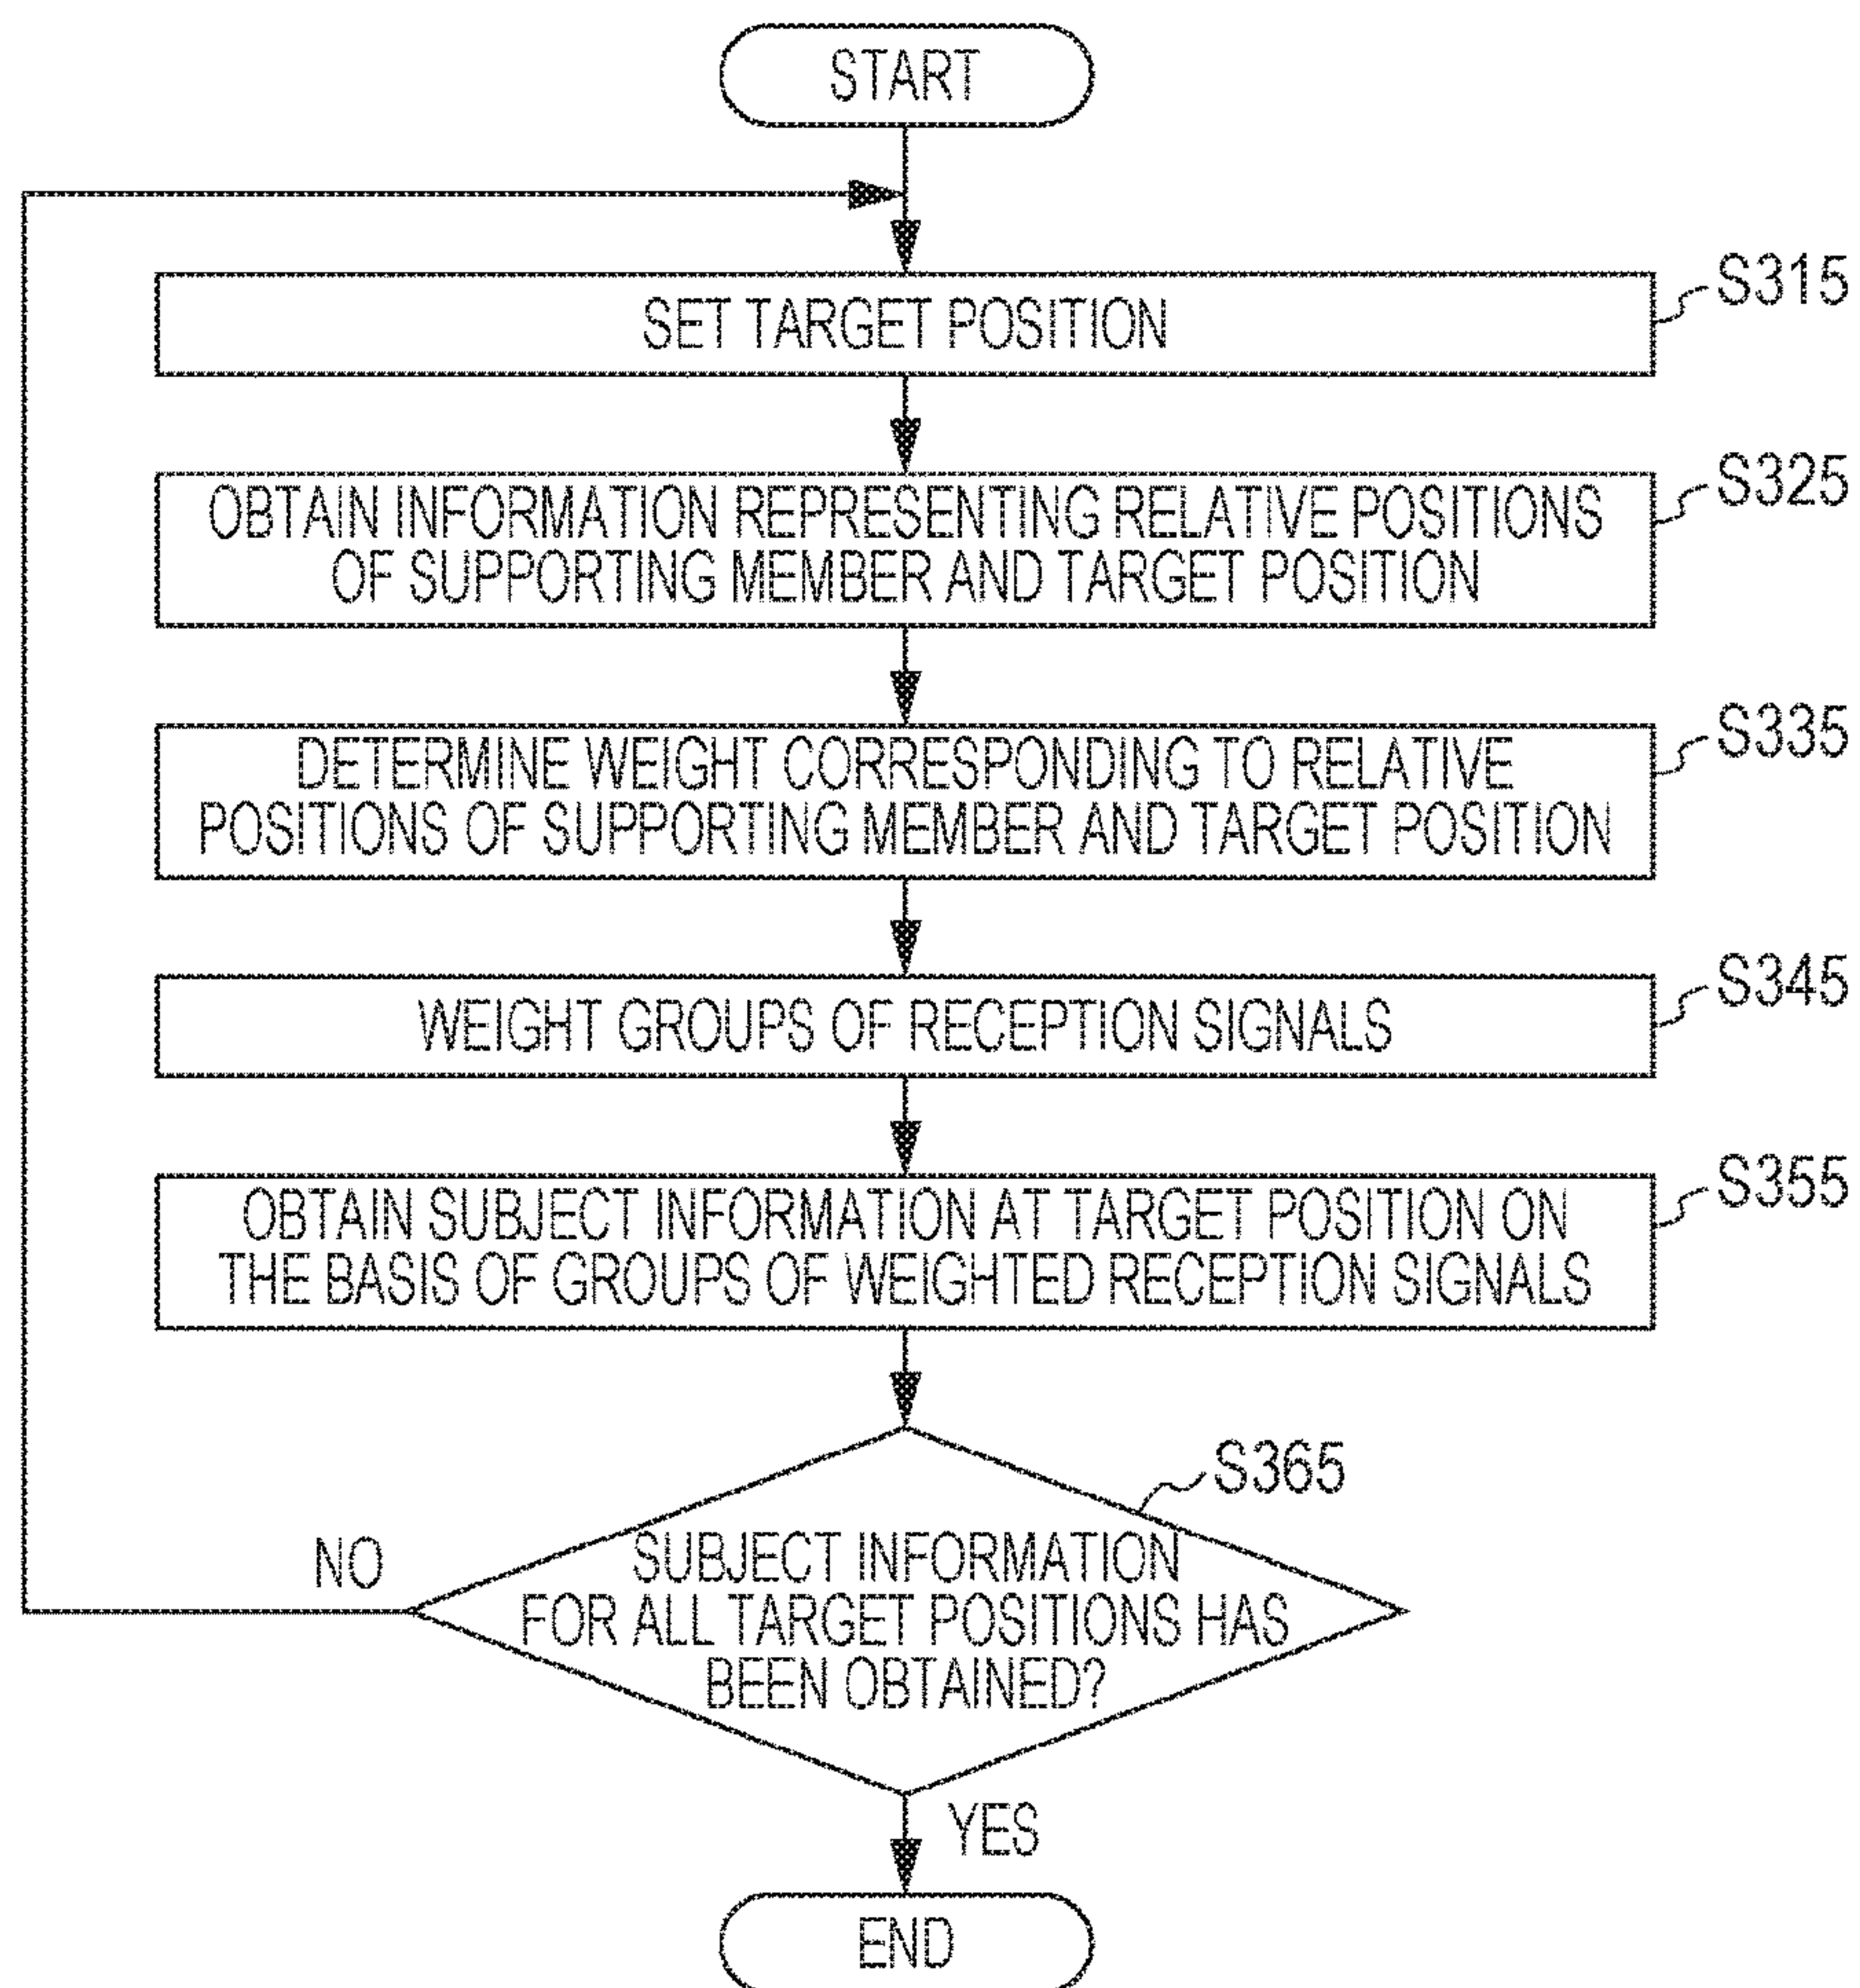 START
SET TARGET POSITION
S315
OBTAIN INFORMATION REPRESENTING RELATIVE POSITIONS
OF SUPPORTING MEMBER AND TARGET POSITION
S325
DETERMINE WEIGHT CORRESPONDING TO RELATIVE
POSITIONS OF SUPPORTING MEMBER AND TARGET POSITION
S335
WEIGHT GROUPS OF RECEPTION SIGNALS
S345
OBTAIN SUBJECT INFORMATION AT TARGET POSITION ON
THE BASIS OF GROUPS OF WEIGHTED RECEPTION SIGNALS
S355
S365
SUBJECT INFORMATION
FOR ALL TARGET POSITIONS HAS
BEEN OBTAINED?
NO
YES
END